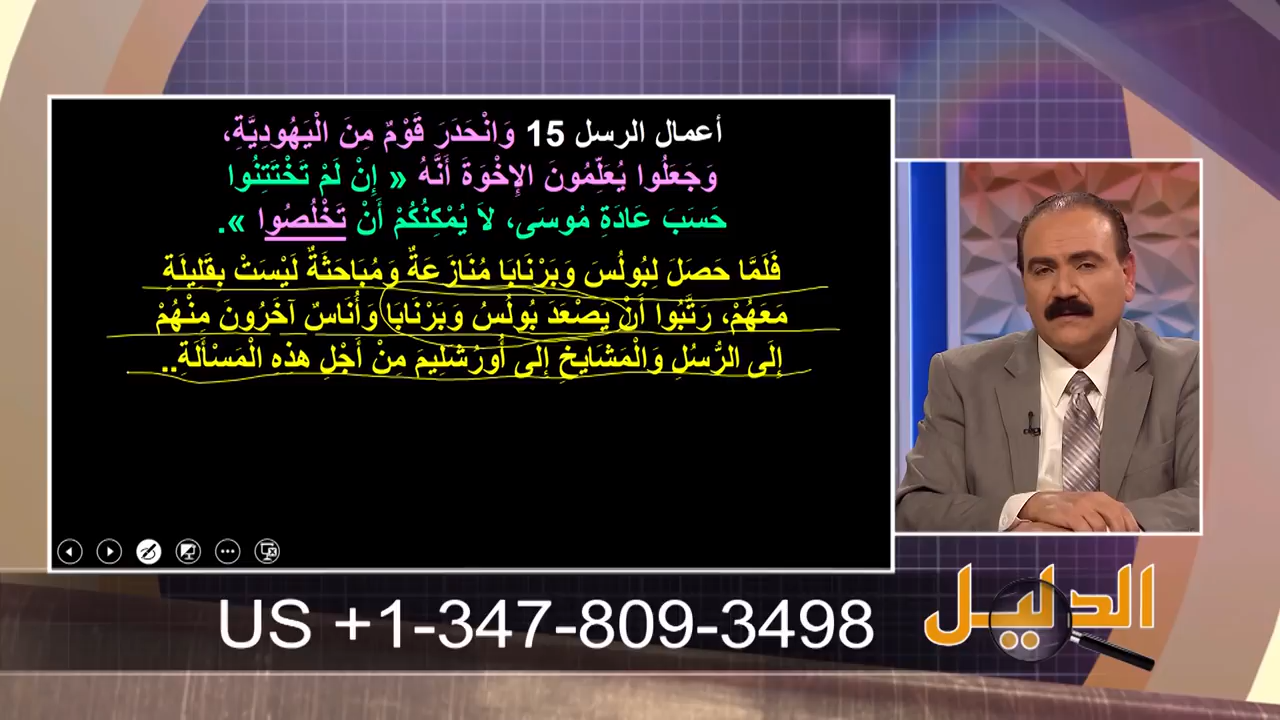 أعمال الرسل 15 وَانْحَدَرَ قَوْمٌ مِنَ الْيَهُودِيَّةِ،
وَجَعَلُوا يُعَلِّمُونَ الإِخْوَةَ أَنَّهُ « إِنْ لَمْ تَخْتَتِنُوا
حَسَبَ عَادَةِ مُوسَى، لاَ يُمْكِنُكُمْ أَنْ تَخْلُصُوا ».
فَلَمَّا حَصَلَ لِبُولُسَ وَبَرْنَابَا مُنَازَعَةٌ وَمُبَاحَثَةٌ لَيْسَتْ بِقَلِيلَةٍ
مَعَهُمْ، رَتَّبُوا أَنْ يَصْعَدَ بُولُسُ وَبَرْنَابَا وَأُنَاسٌ آخَرُونَ مِنْهُمْ
إِلَى الرُّسُلِ وَالْمَشَايِخِ إِلَى أُورُشَلِيمَ مِنْ أَجْلِ هذِهِ الْمَسْأَلَةِ..
US +1-347-809-3498
الدليل